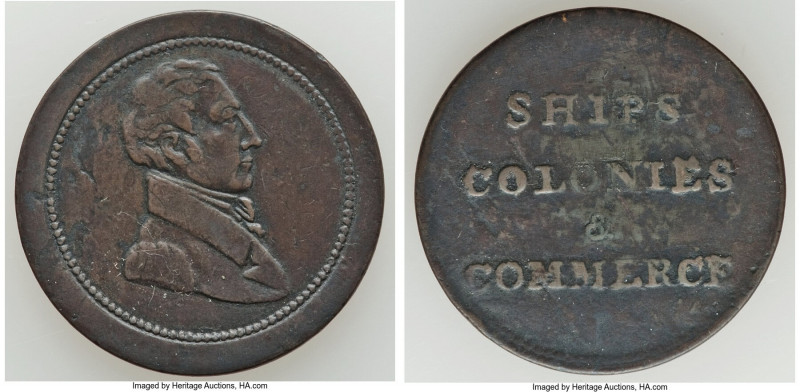 SHIPS
COLONIES
&
COMMERCE
Imaged by Heritage Auctions, HA.com
Imaged by Heritage Auctions, HA.com